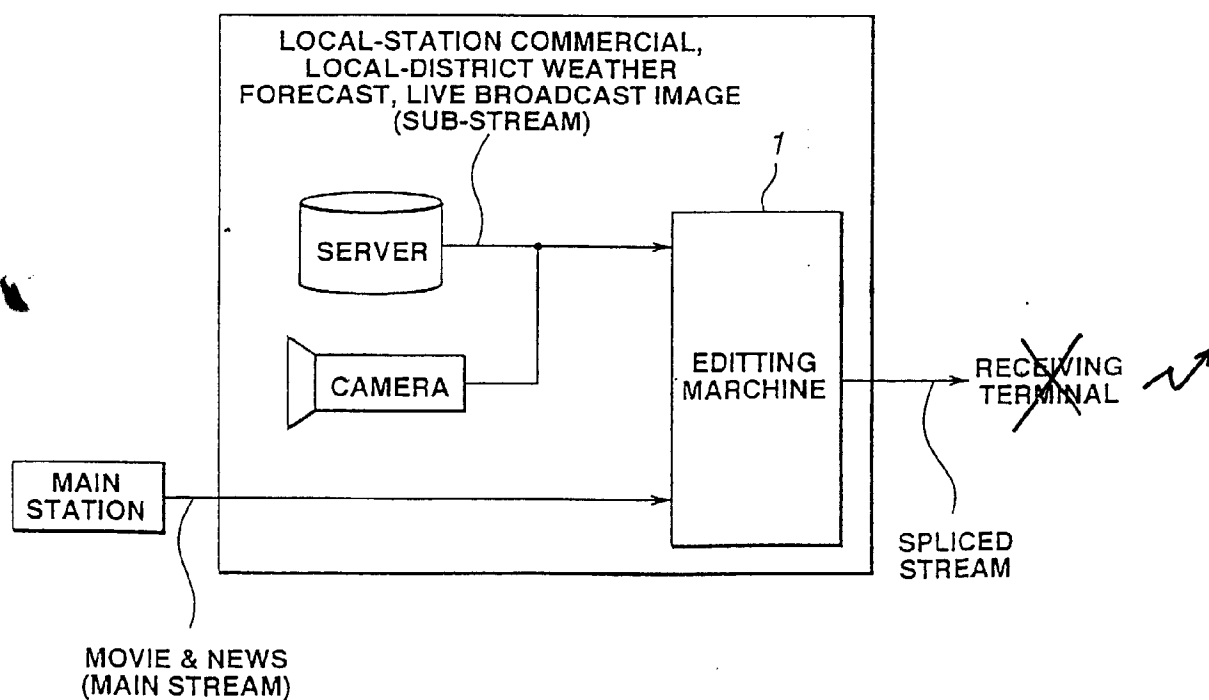 LOCAL-STATION COMMERCIAL,
LOCAL-DISTRICT WEATHER
FORECAST, LIVE BROADCAST IMAGE
(SUB-STREAM)
1
SERVER
CAMERA
EDITTING
MARCHINE
RECEIVING
TERMINAL
MAIN
STATION
SPLICED
STREAM
MOVIE & NEWS
(MAIN STREAM)